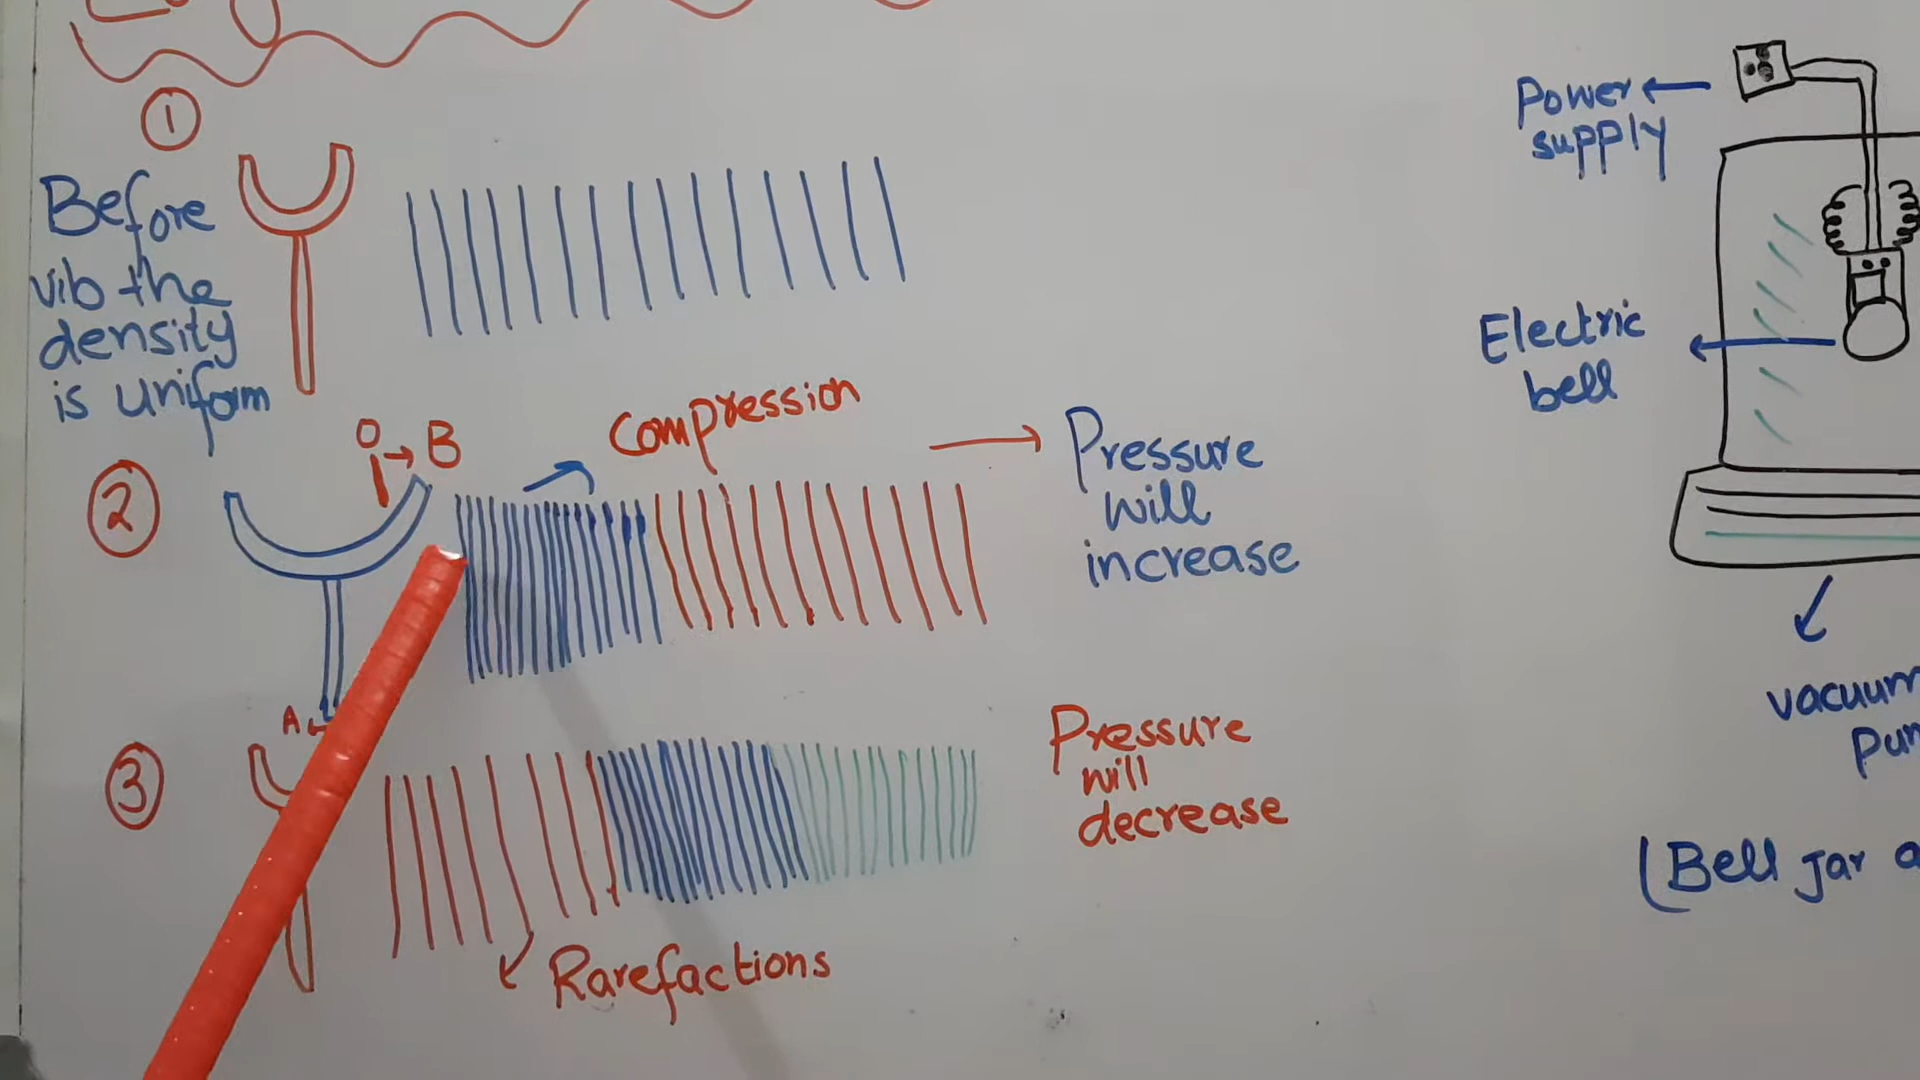 1
Before
vib the
density
is uniform
O → B
Compression
2
Pressure
will
increase
A
3
Pressure
will
decrease
Rarefactions
Power
supply
Electric
bell
vacuum
(Bell jar